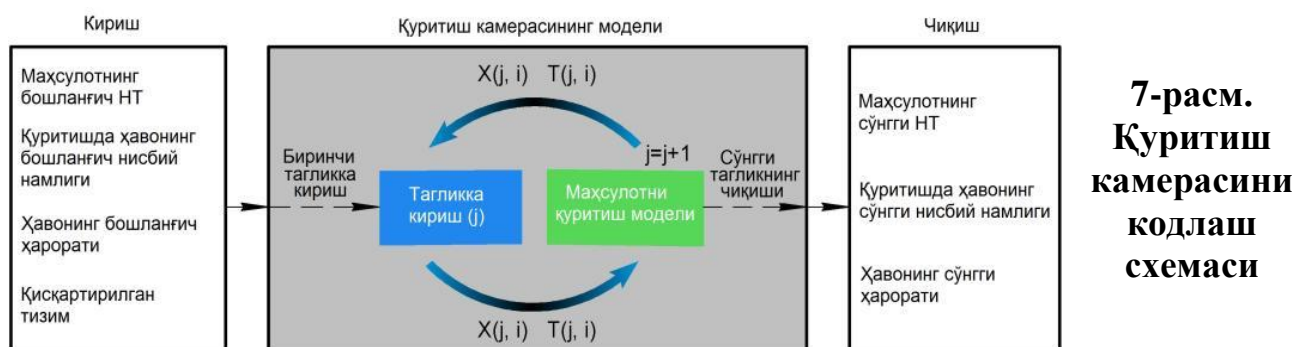 Кириш
Маҳсулотнинг
бошланғич НТ
Қуритишда ҳавонинг
бошланғич нисбий
намлиги
Ҳавонинг бошланғич
ҳарорати
Қисқартирилган
тизим
Қуритиш камерасининг модели
X(j, i) T(j, i)
j=j+1
Биринчи
тагликка
кириш
Тагликка
кириш (j)
Маҳсулотни
қуритиш модели
Сўнгги
тагликнинг
чиқиши
X(j, i) T(j, i)
Чиқиш
Маҳсулотнинг
сўнгги НТ
Қуритишда ҳавонинг
сўнгги нисбий намлиги
Ҳавонинг сўнгги
ҳарорати
7-расм.
Қуритиш
камерасини
кодлаш
схемаси